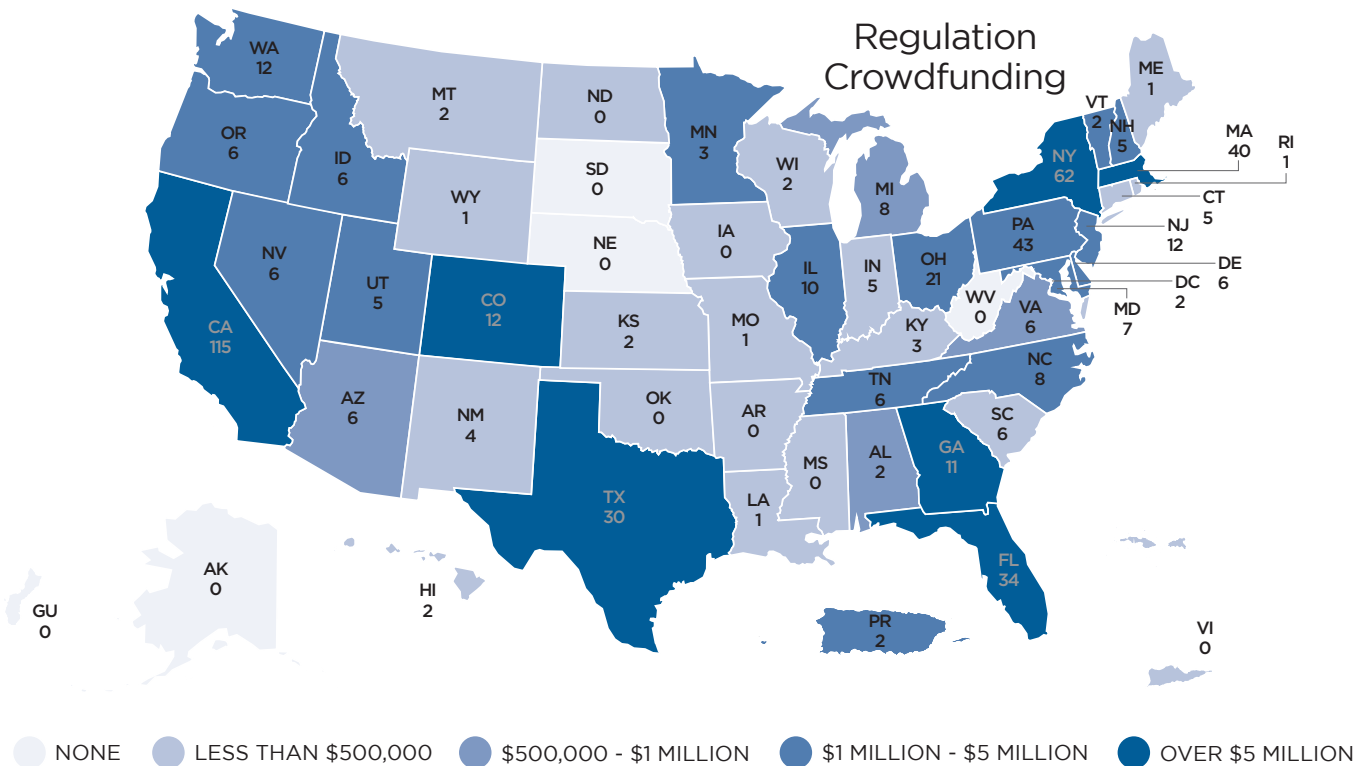 Regulation
Crowdfunding
WA
12
OR
6
ID
6
MT
2
ND
0
MN
3
SD
0
WY
1
WI
2
MI
8
VT
2
NH
5
ME
1
MA
40
RI
1
NY
62
CT
5
NJ
12
PA
43
DE
6
DC
2
MD
7
NE
0
IA
0
NV
6
UT
5
CO
12
CA
115
IL
10
IN
5
OH
21
WV
0
VA
6
KS
2
MO
1
KY
3
NC
8
TN
6
SC
6
AZ
6
NM
4
OK
0
AR
0
MS
0
AL
2
GA
11
TX
30
LA
1
FL
34
AK
0
GU
0
HI
2
PR
2
VI
0
NONE
LESS THAN $500,000
$500,000 - $1 MILLION
$1 MILLION - $5 MILLION
OVER $5 MILLION